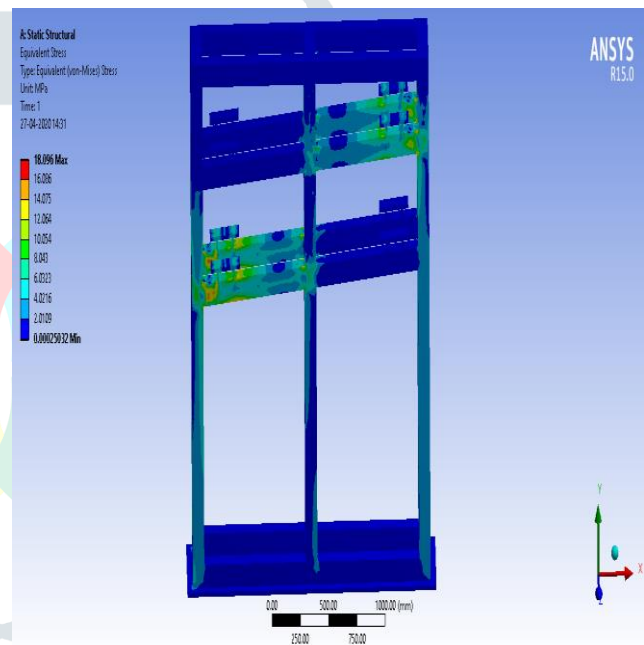 A: Static Structural
Equivalent Stress
Type: Equivalent (von-Mises) Stress
Unit: MPa
Time: 1
27-04-2020 14:31
18.096 Max
16.086
14.075
12.064
10.054
8.043
6.0323
4.0216
2.0109
0.00025032 Min
ANSYS
R15.0
Y
X
Z
0.00 500.00 1000.00 (mm)
250.00 750.00